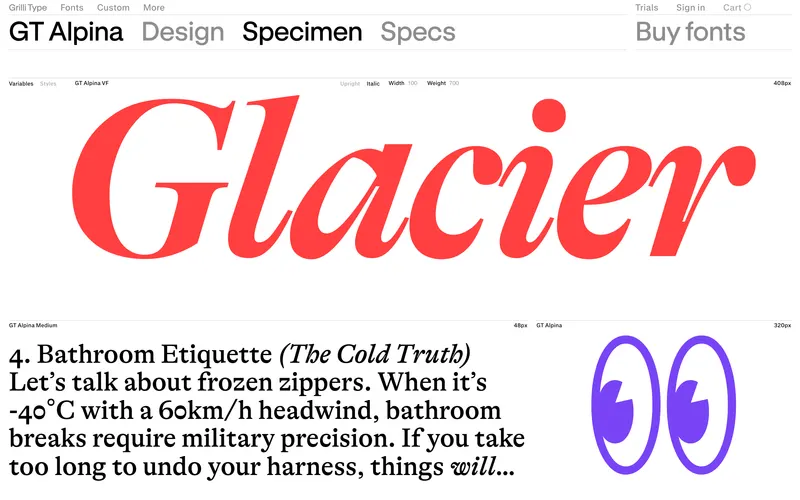 Grilli Type Fonts Custom More Trials Sign in Cart
GT Alpina Design Specimen Specs Buy fonts
Variables Styles GT Alpina VF Upright Italic Width 100 Weight 700 408px
Glacier
GT Alpina Medium 48px GT Alpina 320px
4. Bathroom Etiquette (The Cold Truth)
Let’s talk about frozen zippers. When it’s
-40°C with a 60km/h headwind, bathroom
breaks require military precision. If you take
too long to undo your harness, things will...